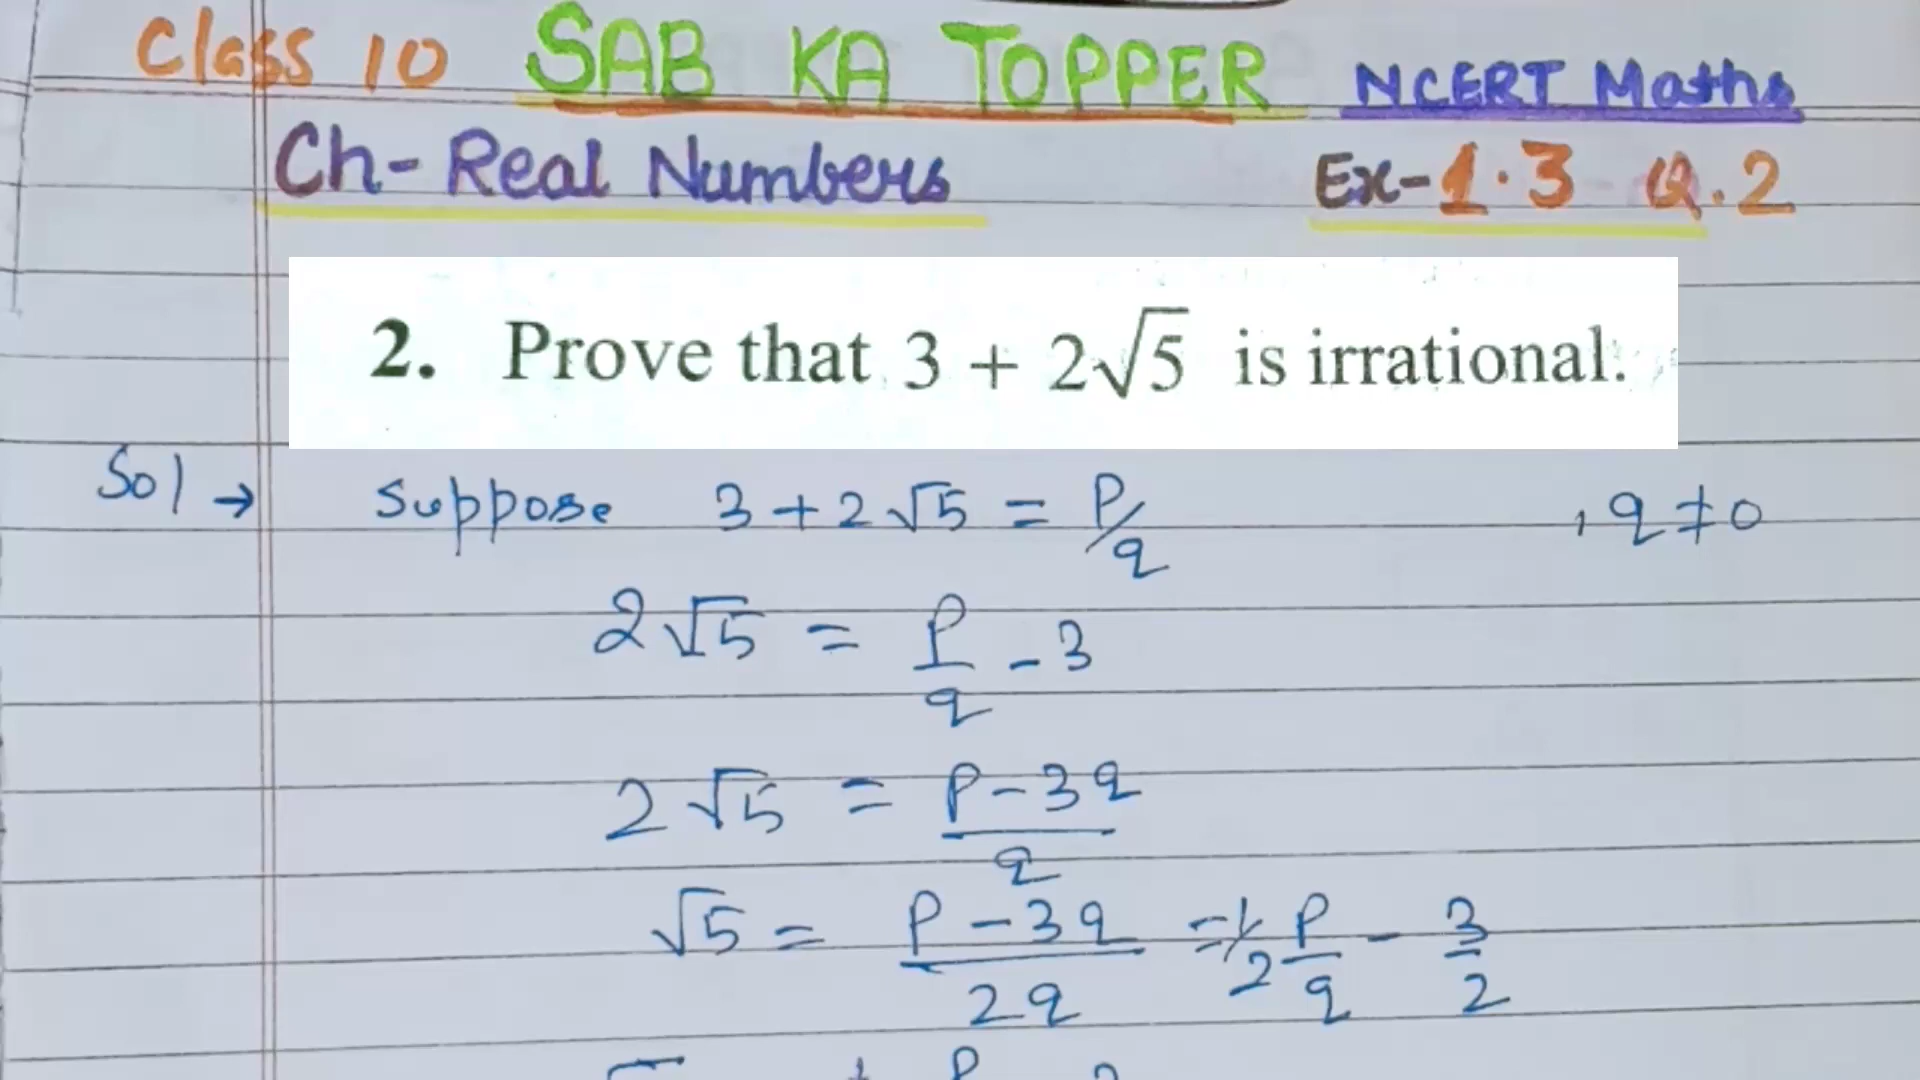 Class 10 SAB KA TOPPER NCERT Maths
Ch- Real Numbers Ex-1.3 Q.2
2. Prove that 3 + 2√5 is irrational.
Sol → Suppose 3 + 2√5 = P/q , q ≠ 0
2√5 = P/q - 3
2√5 = P-3q/q
√5 = P-3q/2q = 1/2 P/q - 3/2